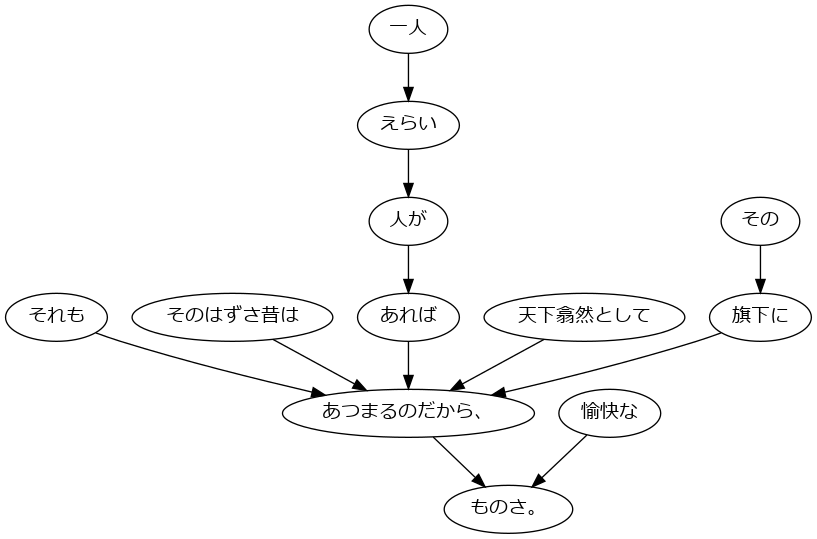 一人
えらい
人が
その
それも
そのはずさ昔は
あれば
天下翕然として
旗下に
あつまるのだから、
愉快な
ものさ。